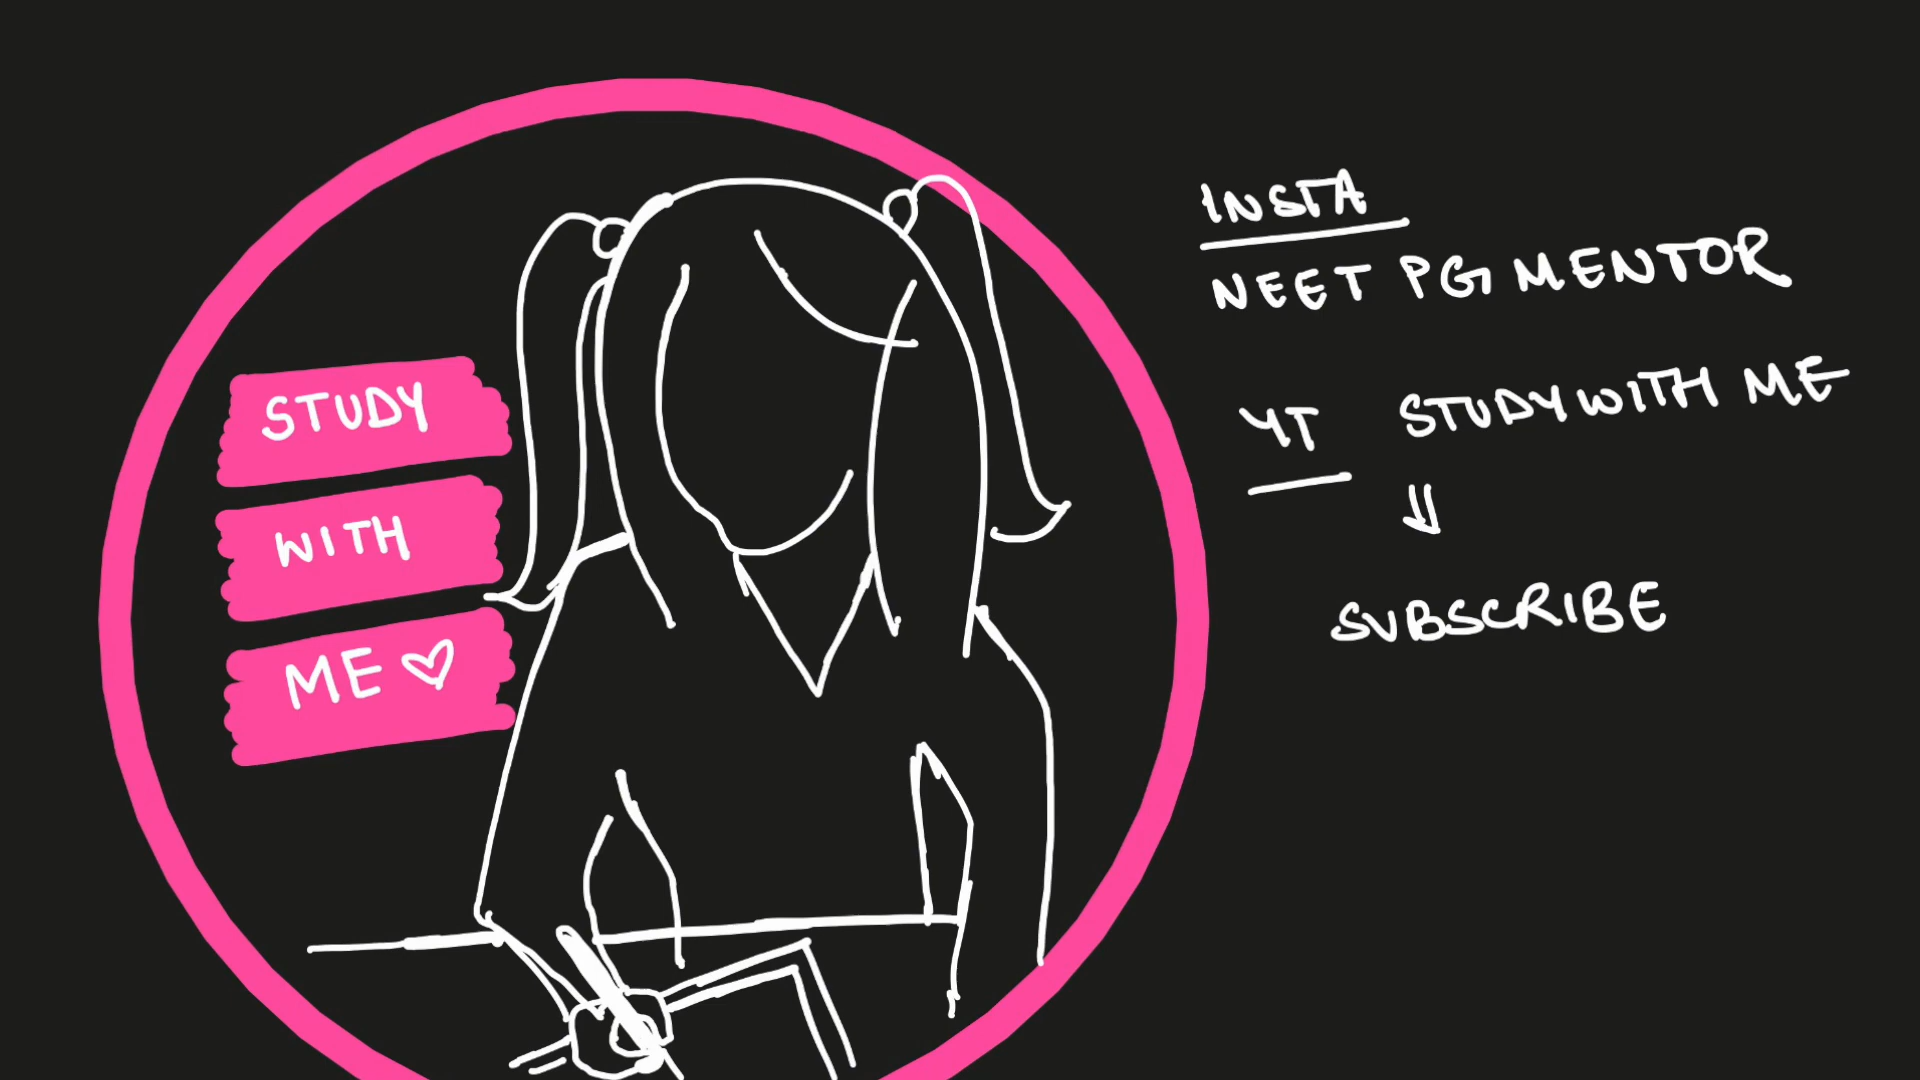 STUDY
WITH
ME ♡
INSTA
NEET PG MENTOR
YT STUDY WITH ME
⇓
SUBSCRIBE